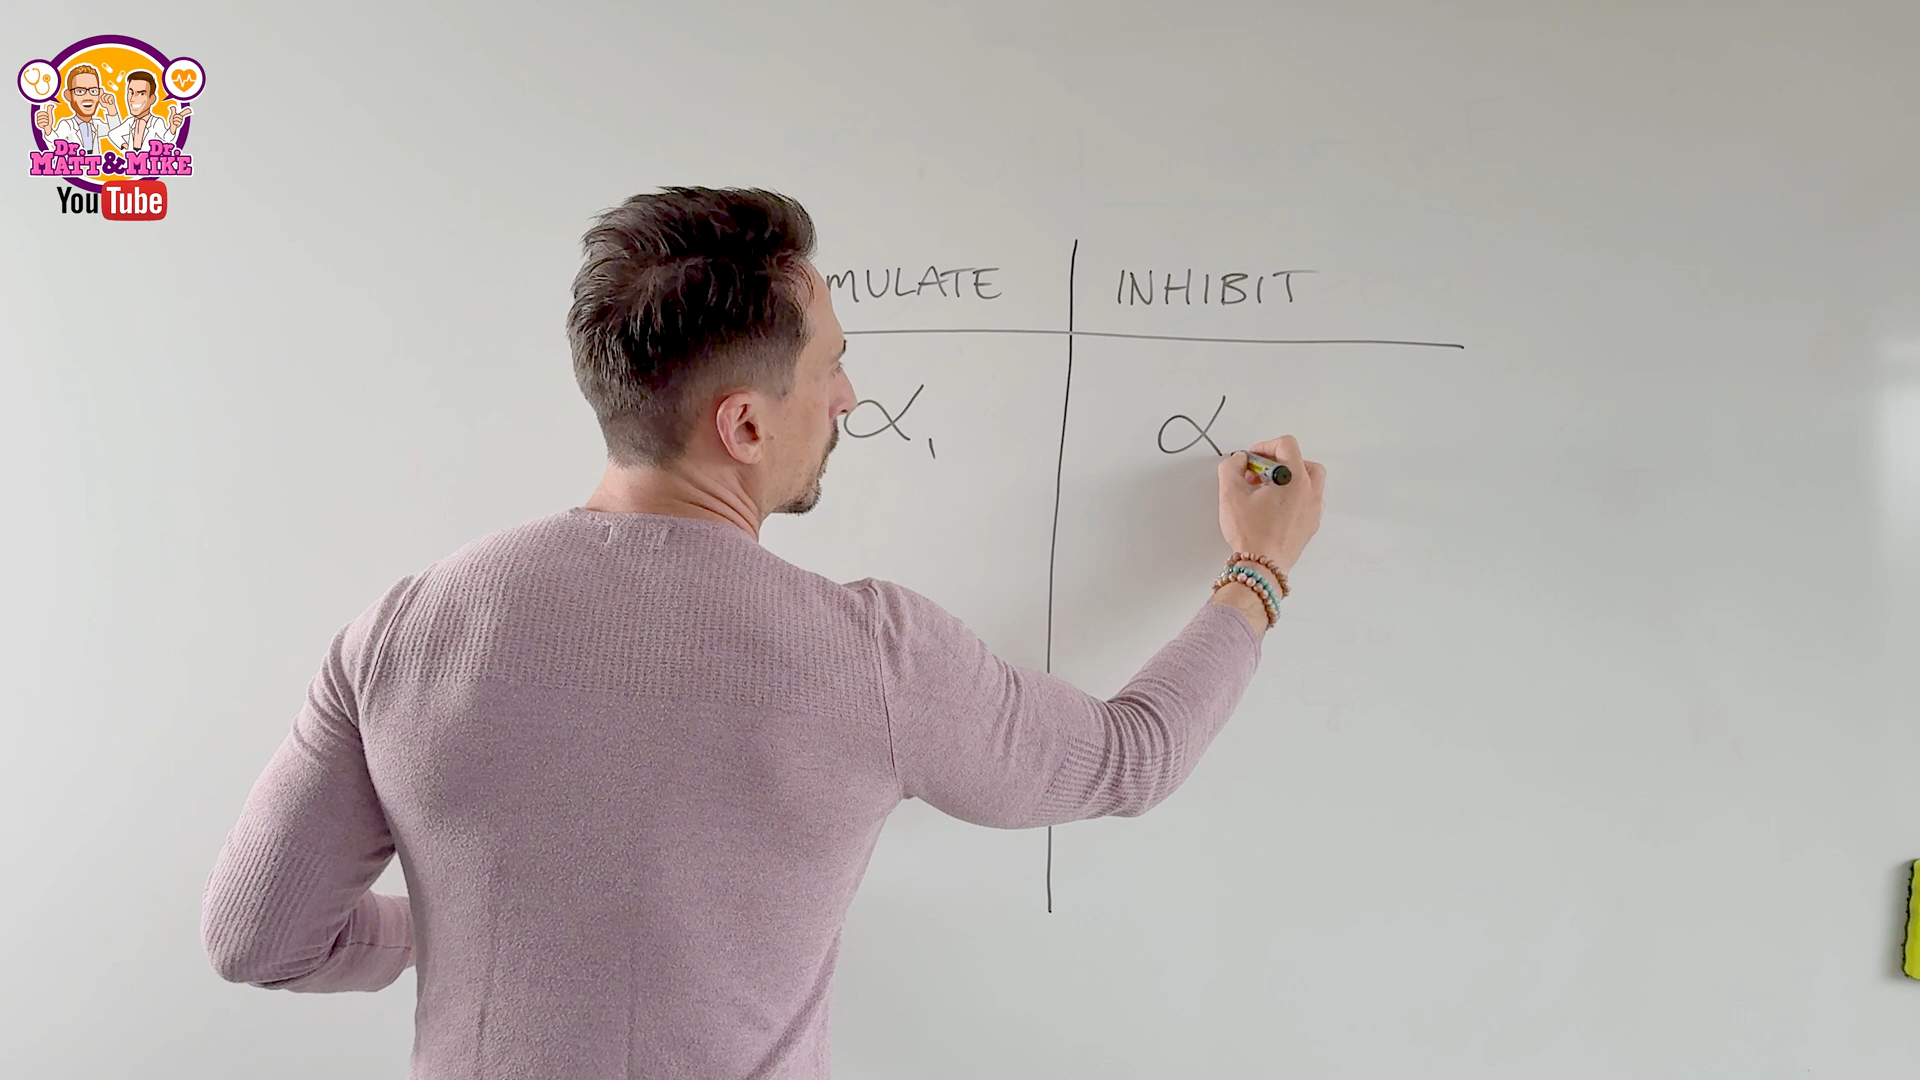 Dr. Dr.
MATT & MIKE
YouTube
MULATE INHIBIT
α₁ α